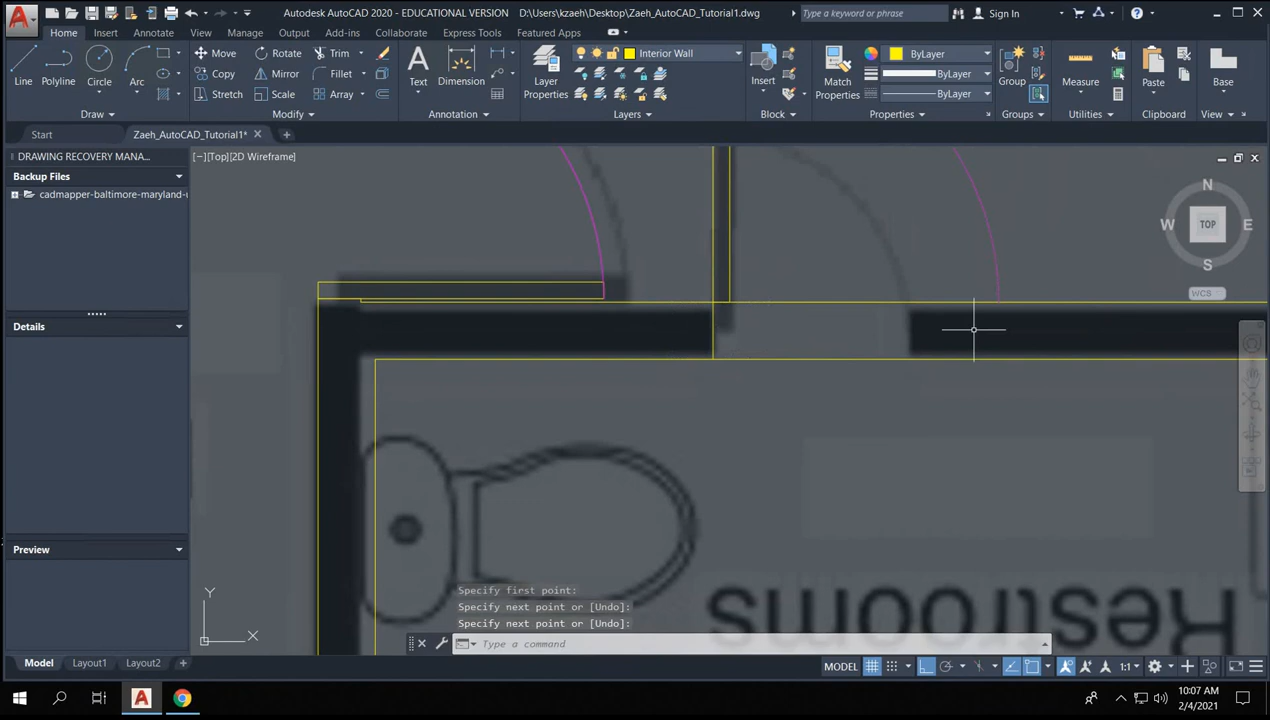 Autodesk AutoCAD 2020 - EDUCATIONAL VERSION D:\Users\kzaeh\Desktop\Zaeh_AutoCAD_Tutorial1.dwg Type a keyword or phrase Sign In
Home Insert Annotate Parametric View Manage Output Add-ins Collaborate Express Tools Featured Apps
Line Polyline Circle Arc
Move Rotate Trim
Copy Mirror Fillet
Stretch Scale Array
Text Dimension
Layer Properties
Interior Wall
Insert
Match Properties
ByLayer
ByLayer
ByLayer
Group
Measure
Paste
Base
Draw Modify Annotation Layers Block Properties Groups Utilities Clipboard View
Start Zaeh_AutoCAD_Tutorial1*
DRAWING RECOVERY MANA...
Backup Files
cadmapper-baltimore-maryland-u
Details
Preview
[−][Top][2D Wireframe]
N
W TOP E
S
WCS
Restrooms
Y
X
Specify first point:
Specify next point or [Undo]:
Specify next point or [Undo]:
Type a command
Model Layout1 Layout2
MODEL 1:1
10:07 AM
2/4/2021